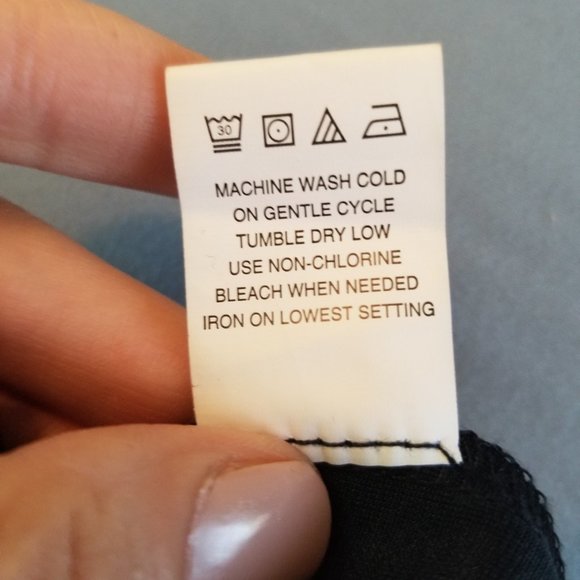 30
MACHINE WASH COLD
ON GENTLE CYCLE
TUMBLE DRY LOW
USE NON-CHLORINE
BLEACH WHEN NEEDED
IRON ON LOWEST SETTING